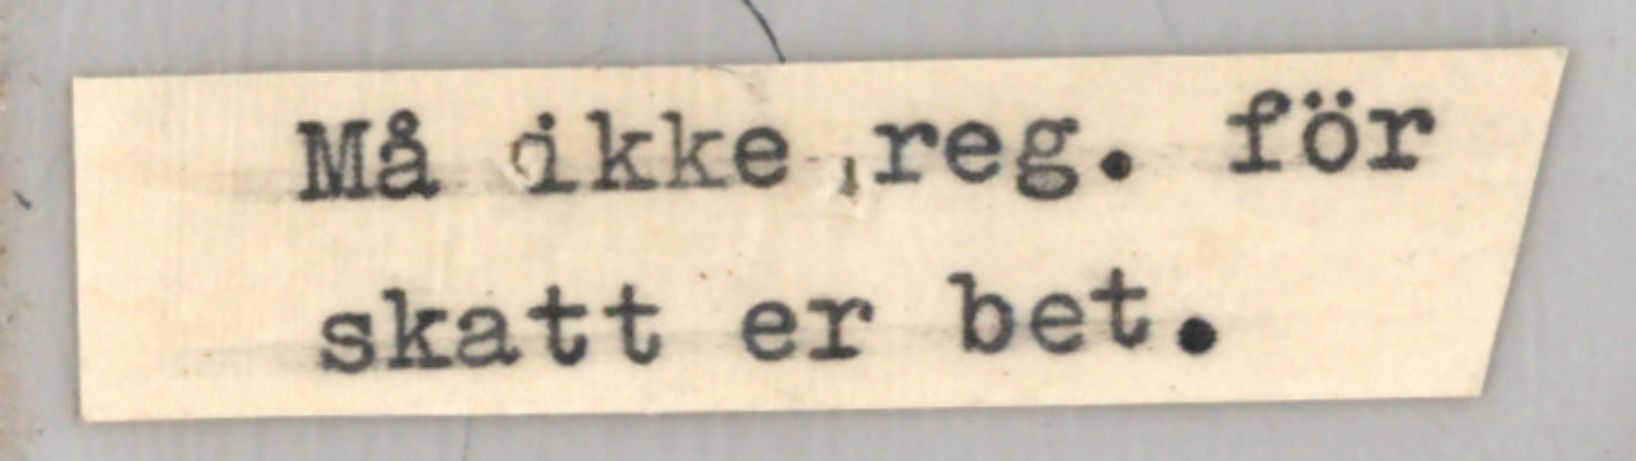 Må ikke reg. för
skatt er bet.